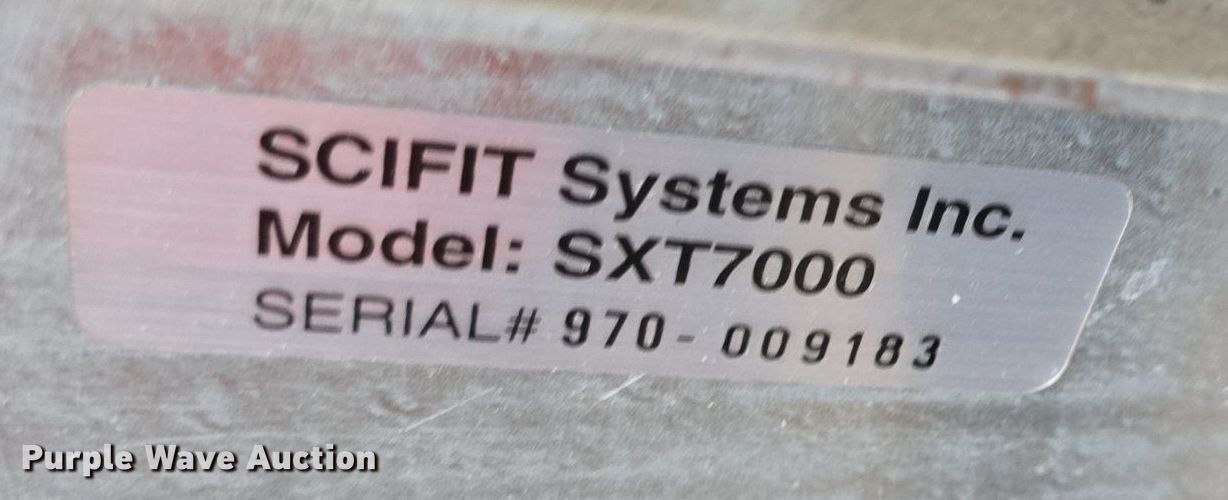 SCIFIT Systems Inc.
Model: SXT7000
SERIAL# 970-009183
Purple Wave Auction